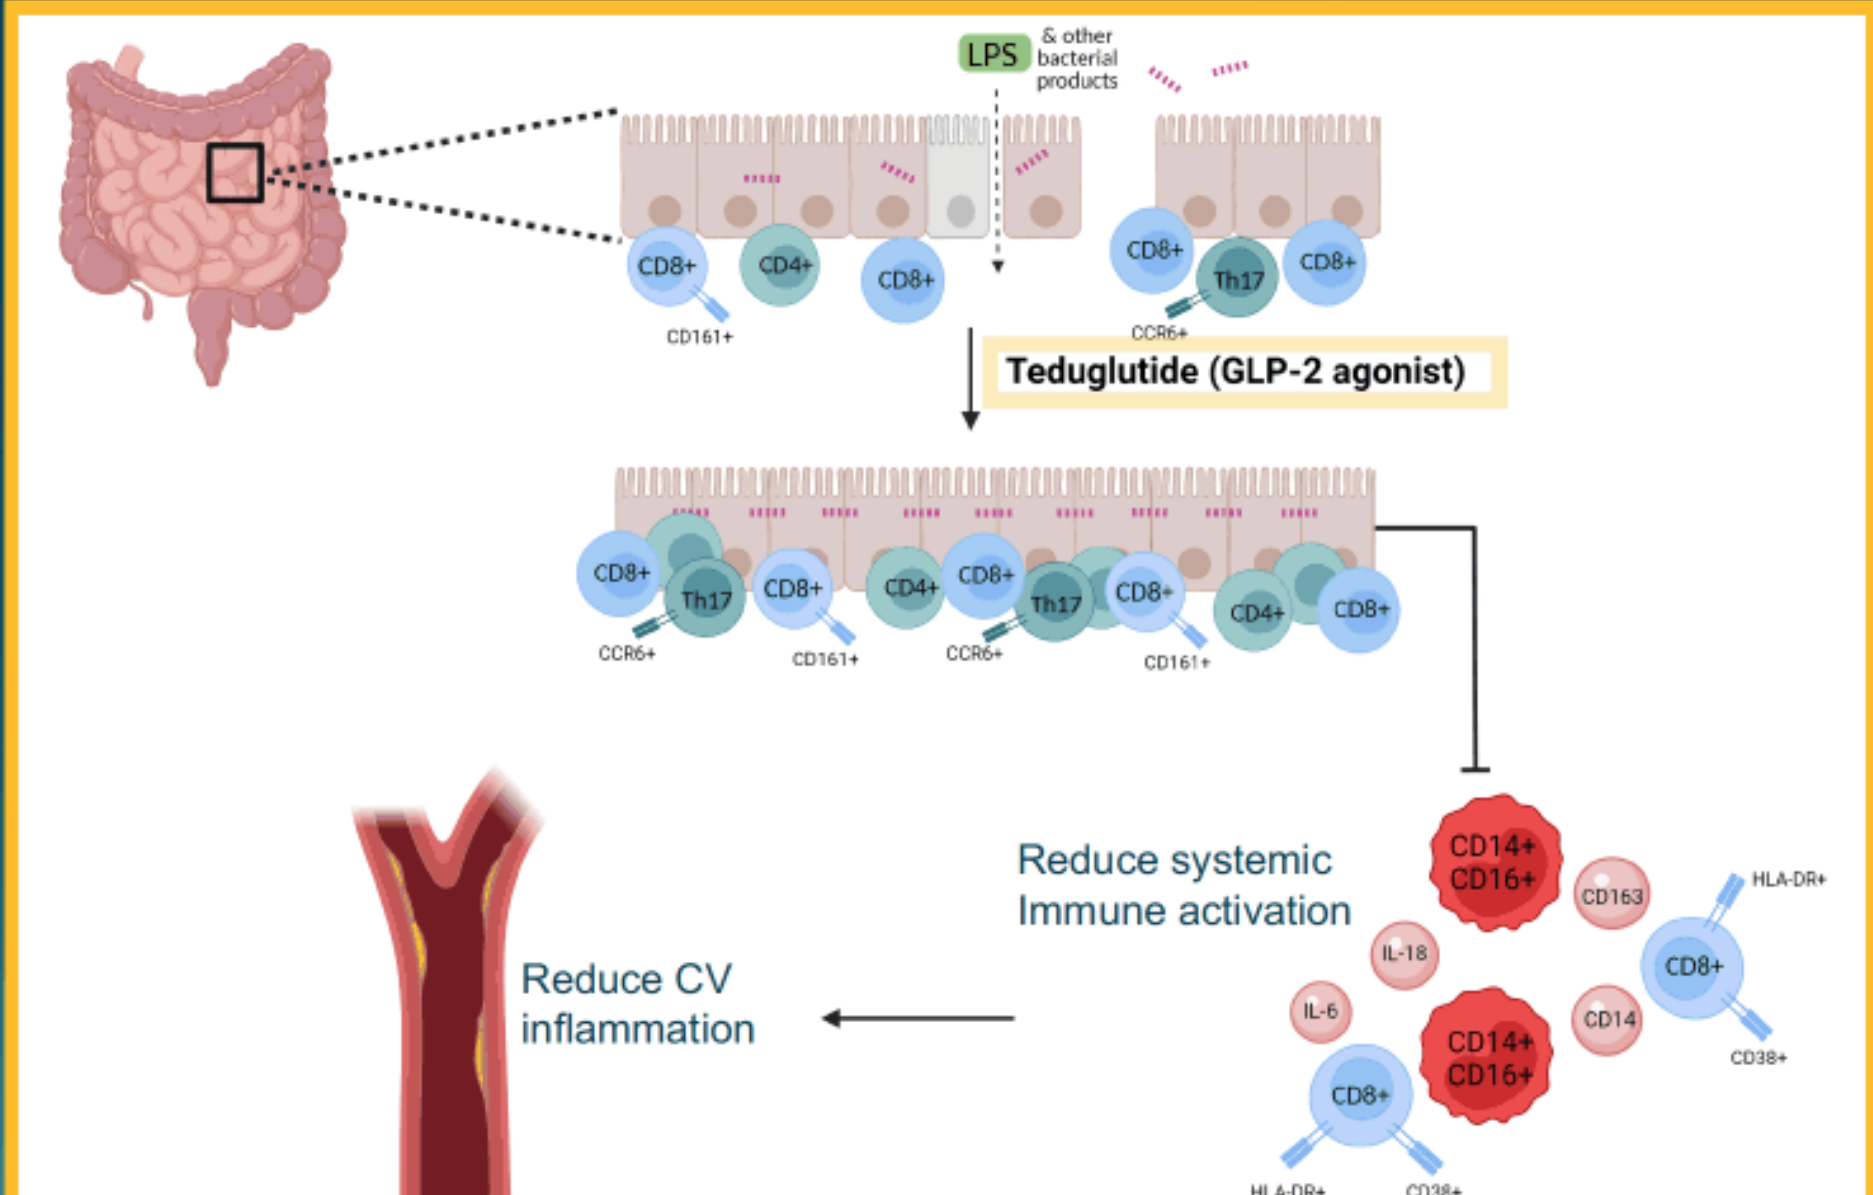 LPS
& other
bacterial
products
CD8+
CD4+
CD8+
CD161+
CD8+
Th17
CD8+
CCR6+
Teduglutide (GLP-2 agonist)
CD8+
Th17
CD8+
CD4+
CD8+
Th17
CD8+
CD4+
CD8+
CCR6+
CD161+
CCR6+
CD161+
Reduce systemic
Immune activation
CD14+
CD16+
CD163
HLA-DR+
IL-18
CD8+
IL-6
CD14
CD38+
CD14+
CD16+
CD8+
HLA-DR+
CD38+
Reduce CV
inflammation